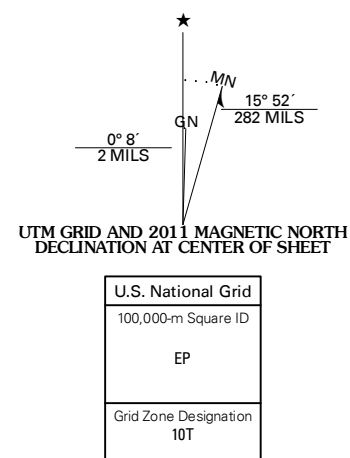 MN
GN
15° 52´
282 MILS
0° 8´
2 MILS
UTM GRID AND 2011 MAGNETIC NORTH
DECLINATION AT CENTER OF SHEET
U.S. National Grid
100,000-m Square ID
EP
Grid Zone Designation
10T